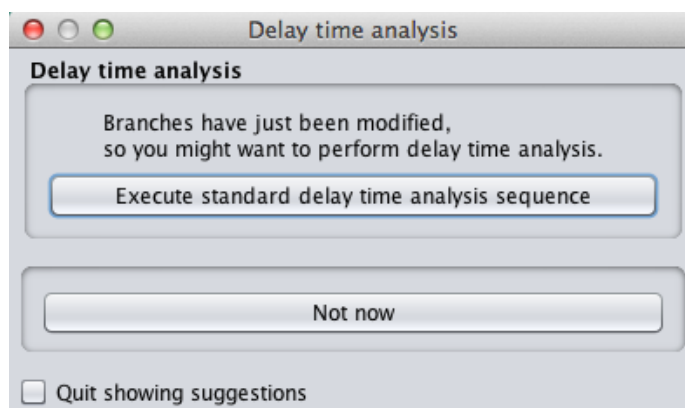 Delay time analysis
Delay time analysis
Branches have just been modified,
so you might want to perform delay time analysis.
Execute standard delay time analysis sequence
Not now
Quit showing suggestions